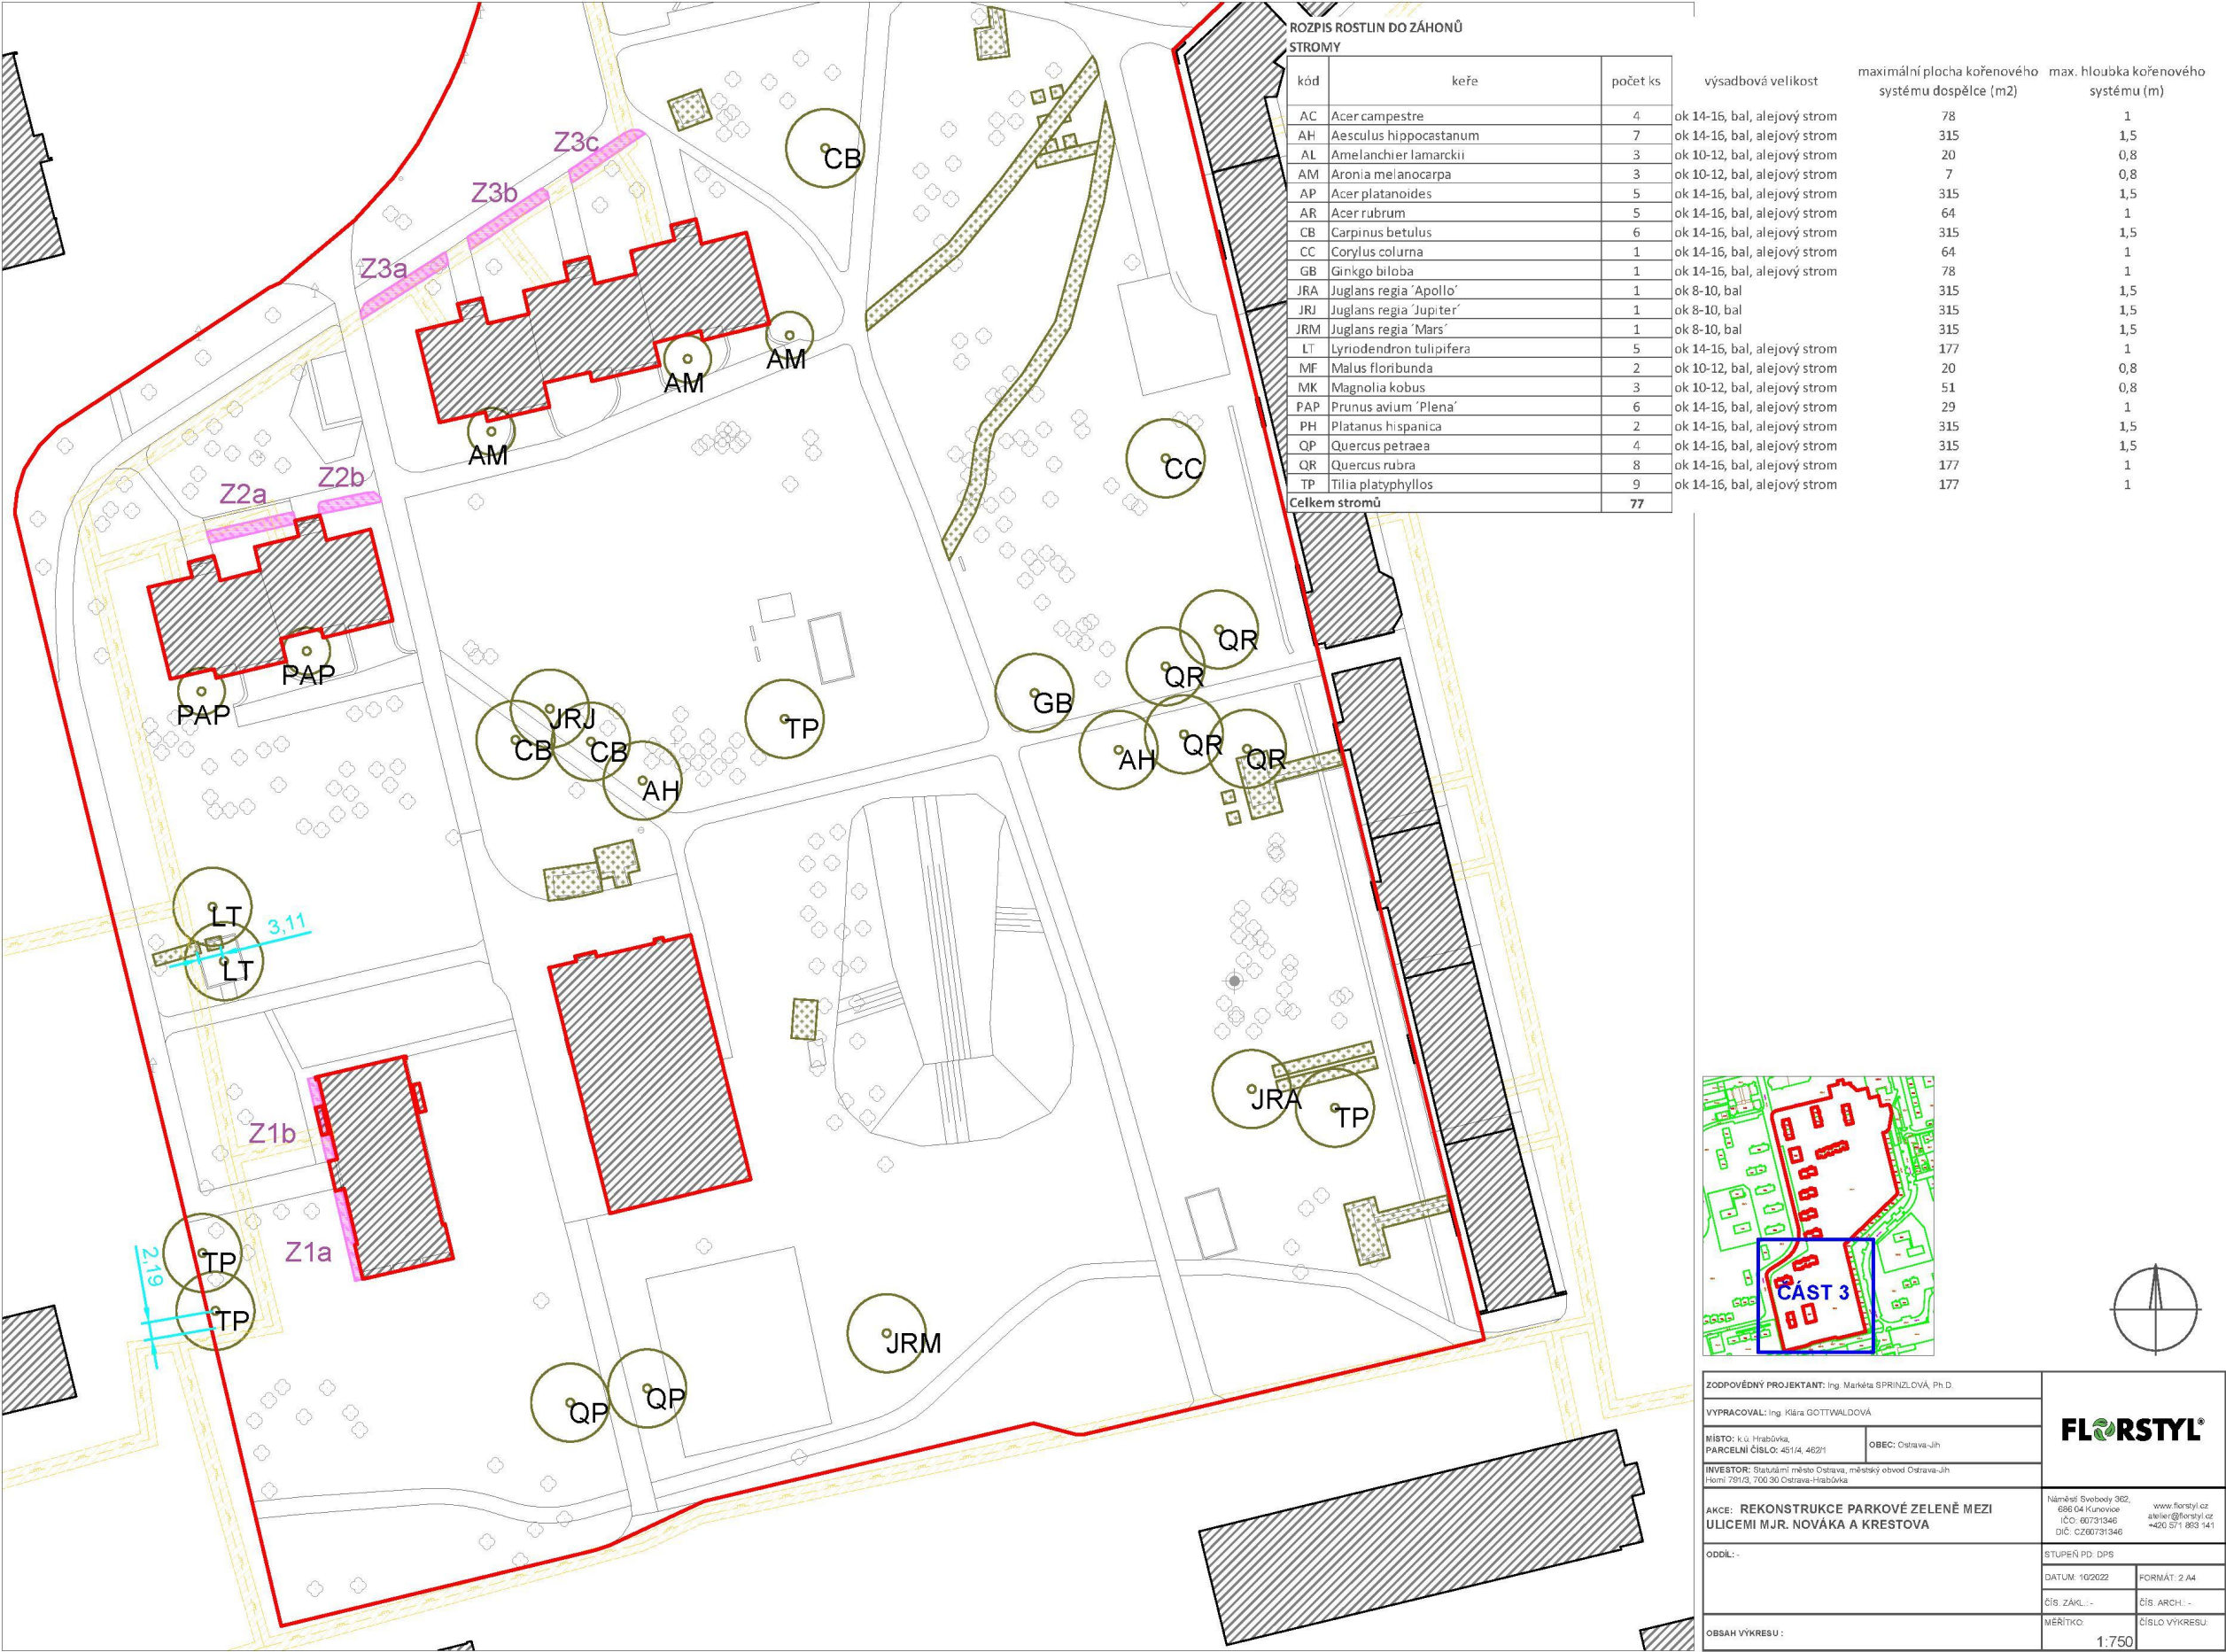 ROZPIS ROSTLIN DO ZÁHONŮ
STROMY
kód keře počet ks výsadbová velikost maximální plocha kořenového systému dospělce (m2) max. hloubka kořenového systému (m)
AC Acer campestre 4 ok 14-16, bal, alejový strom 78 1
AH Aesculus hippocastanum 7 ok 14-16, bal, alejový strom 315 1,5
AL Amelanchier lamarckii 3 ok 10-12, bal, alejový strom 20 0,8
AM Aronia melanocarpa 3 ok 10-12, bal, alejový strom 7 0,8
AP Acer platanoides 5 ok 14-16, bal, alejový strom 315 1,5
AR Acer rubrum 5 ok 14-16, bal, alejový strom 64 1
CB Carpinus betulus 6 ok 14-16, bal, alejový strom 315 1,5
CC Corylus colurna 1 ok 14-16, bal, alejový strom 64 1
GB Ginkgo biloba 1 ok 14-16, bal, alejový strom 78 1
JRA Juglans regia ´Apollo´ 1 ok 8-10, bal 315 1,5
JRJ Juglans regia ´Jupiter´ 1 ok 8-10, bal 315 1,5
JRM Juglans regia ´Mars´ 1 ok 8-10, bal 315 1,5
LT Lyriodendron tulipifera 5 ok 14-16, bal, alejový strom 177 1
MF Malus floribunda 2 ok 10-12, bal, alejový strom 20 0,8
MK Magnolia kobus 3 ok 10-12, bal, alejový strom 51 0,8
PAP Prunus avium ´Plena´ 6 ok 14-16, bal, alejový strom 29 1
PH Platanus hispanica 2 ok 14-16, bal, alejový strom 315 1,5
QP Quercus petraea 4 ok 14-16, bal, alejový strom 315 1,5
QR Quercus rubra 8 ok 14-16, bal, alejový strom 177 1
TP Tilia platyphyllos 9 ok 14-16, bal, alejový strom 177 1
Celkem stromů 77
Z3c
CB
Z3b
Z3a
AM
AM
AM
CC
Z2b
Z2a
QR
QR
PAP
PAP
GB
JRJ
TP
CB
CB
QR
AH
QR
AH
LT
3,11
LT
JRA
TP
Z1b
Z1a
TP
2,19
TP
JRM
QP
QP
ČÁST 3
ZODPOVĚDNÝ PROJEKTANT: Ing. Markéta SPRINZLOVÁ, Ph.D.
VYPRACOVAL: Ing. Klára GOTTWALDOVÁ
MÍSTO: k.ú. Hrabůvka,
PARCELNÍ ČÍSLO: 451/4, 462/1
OBEC: Ostrava-Jih
INVESTOR: Statutární město Ostrava, městský obvod Ostrava-Jih
Horní 791/3, 700 30 Ostrava-Hrabůvka
AKCE: REKONSTRUKCE PARKOVÉ ZELENĚ MEZI
ULICEMI MJR. NOVÁKA A KRESTOVA
ODDÍL: -
OBSAH VÝKRESU :
FLORSTYL®
Náměstí Svobody 362,
686 04 Kunovice
IČO: 60731346
DIČ: CZ60731346
www.florstyl.cz
atelier@florstyl.cz
+420 571 893 141
STUPEŇ PD: DPS
DATUM: 10/2022
FORMÁT: 2 A4
ČÍS. ZAKL.: -
ČÍS. ARCH.: -
MĚŘÍTKO:
1:750
ČÍSLO VÝKRESU: